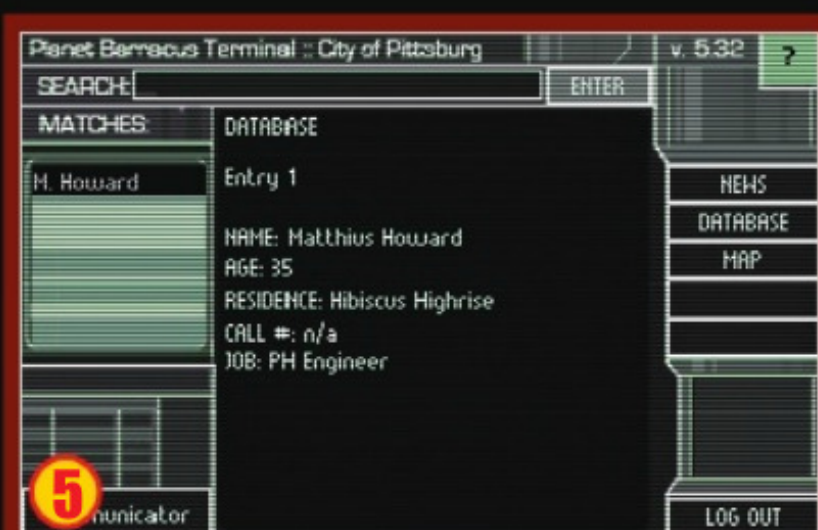 Planet Barracus Terminal :: City of Pittsburg
v. 5.32
?
SEARCH:
ENTER
MATCHES:
M. Howard
DATABASE
Entry 1
NAME: Matthius Howard
AGE: 35
RESIDENCE: Hibiscus Highrise
CALL #: n/a
JOB: PH Engineer
NEWS
DATABASE
MAP
5
LOG OUT